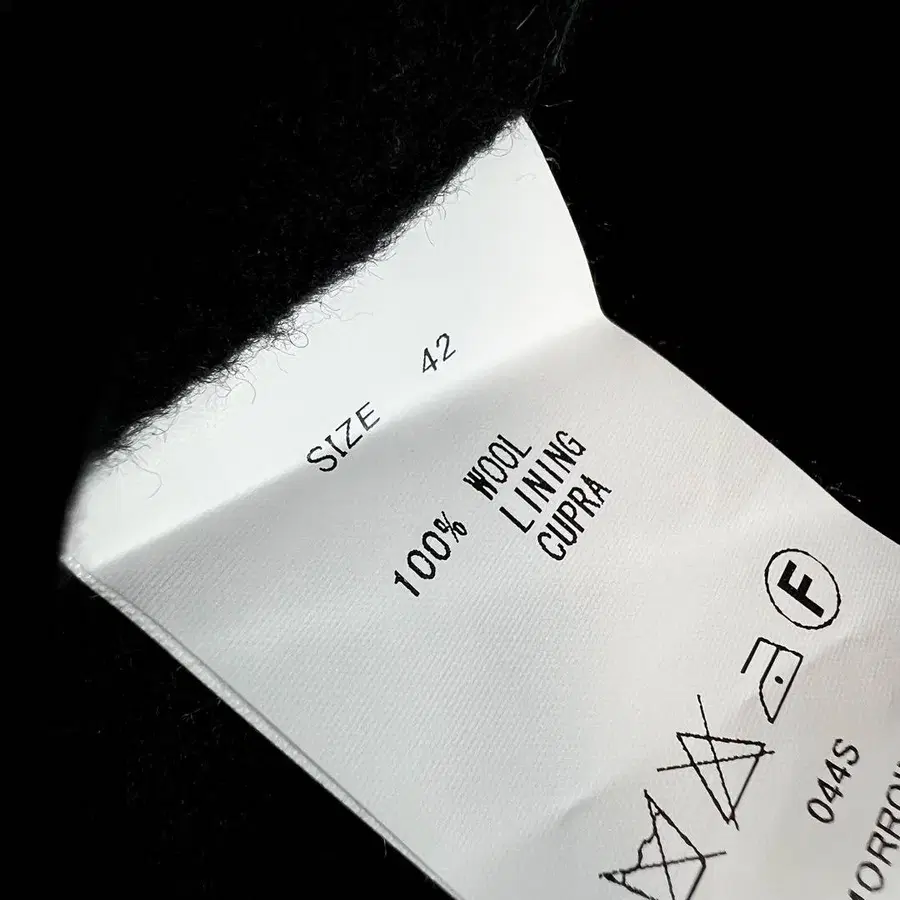 SIZE 42
100% WOOL
LINING
CUPRA
F
044S